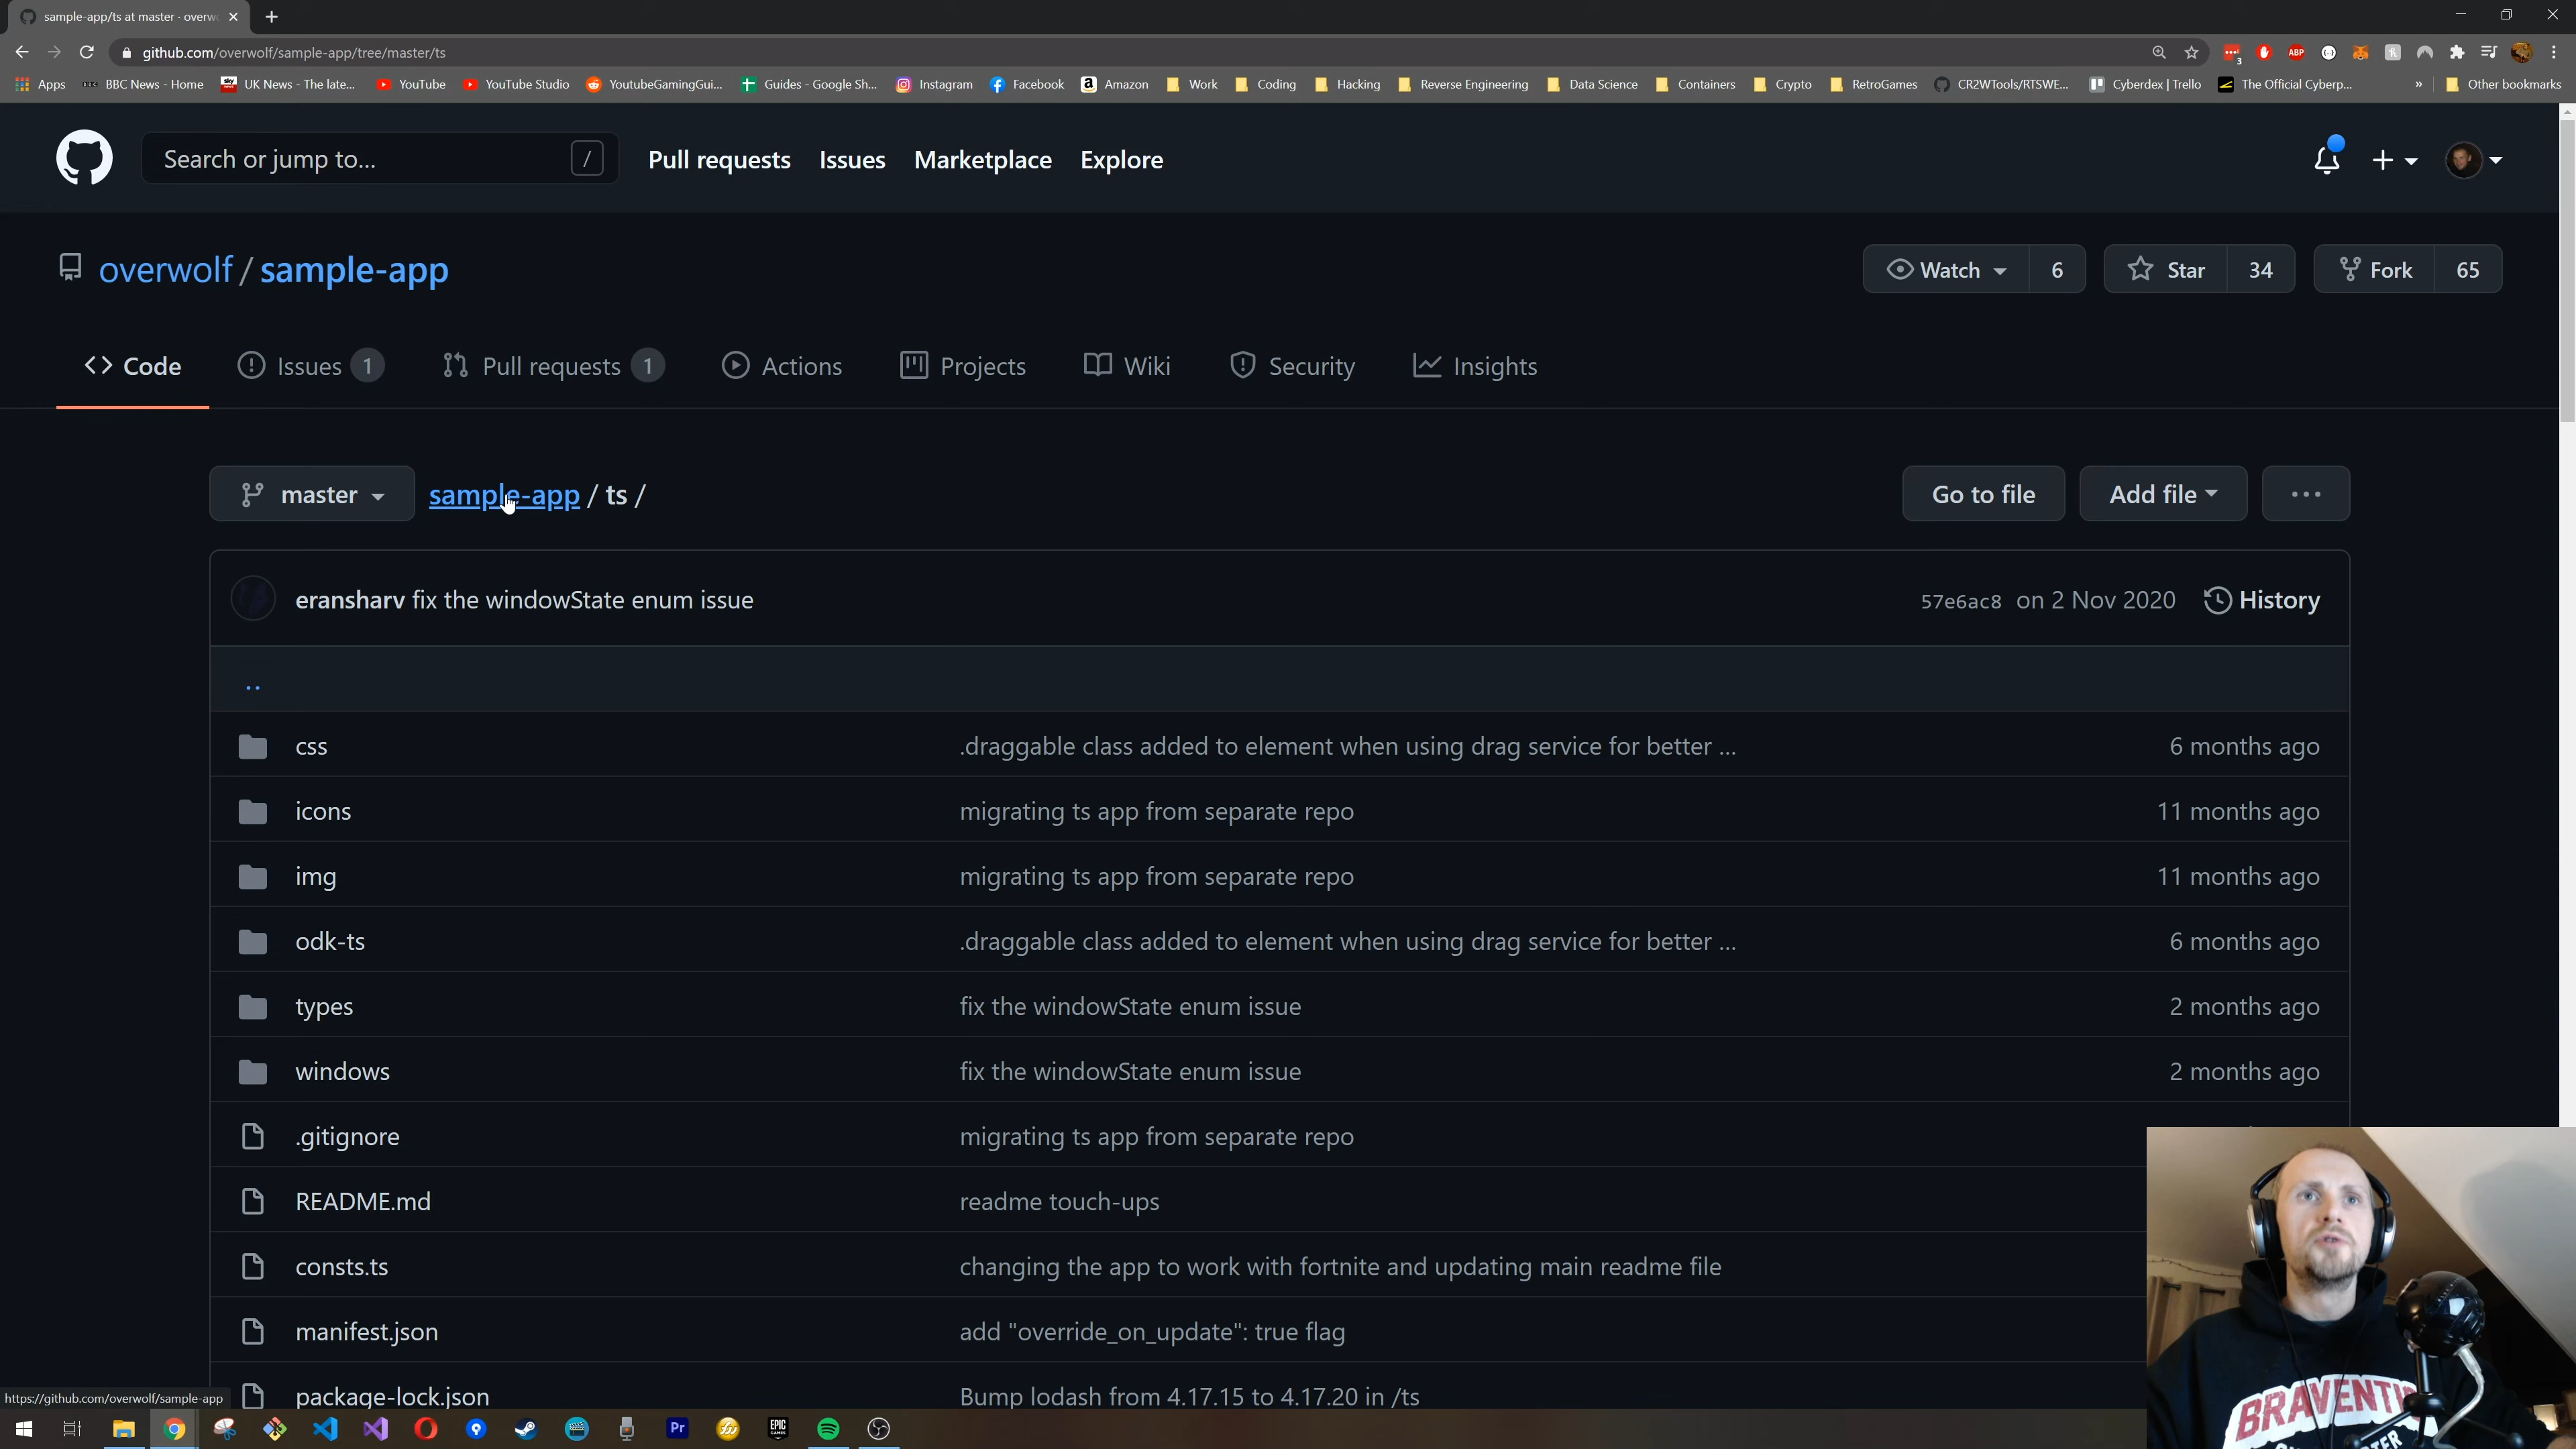 sample-app/ts at master · overw
github.com/overwolf/sample-app/tree/master/ts
3
ABP
Apps
BBC News - Home
UK News - The late...
YouTube
YouTube Studio
YoutubeGamingGui...
Guides - Google Sh...
Instagram
Facebook
Amazon
Work
Coding
Hacking
Reverse Engineering
Data Science
Containers
Crypto
RetroGames
CR2WTools/RTSWE...
Cyberdex | Trello
The Official Cyberp...
»
Other bookmarks
Search or jump to...
/
Pull requests
Issues
Marketplace
Explore
overwolf / sample-app
Watch 6
Star 34
Fork 65
Code
Issues 1
Pull requests 1
Actions
Projects
Wiki
Security
Insights
master
sample-app / ts /
Go to file
Add file
...
eransharv fix the windowState enum issue
57e6ac8 on 2 Nov 2020
History
..
css .draggable class added to element when using drag service for better ... 6 months ago
icons migrating ts app from separate repo 11 months ago
img migrating ts app from separate repo 11 months ago
odk-ts .draggable class added to element when using drag service for better ... 6 months ago
types fix the windowState enum issue 2 months ago
windows fix the windowState enum issue 2 months ago
.gitignore migrating ts app from separate repo
README.md readme touch-ups
consts.ts changing the app to work with fortnite and updating main readme file
manifest.json add "override_on_update": true flag
package-lock.json Bump lodash from 4.17.15 to 4.17.20 in /ts
https://github.com/overwolf/sample-app
Pr
EPIC GAMES